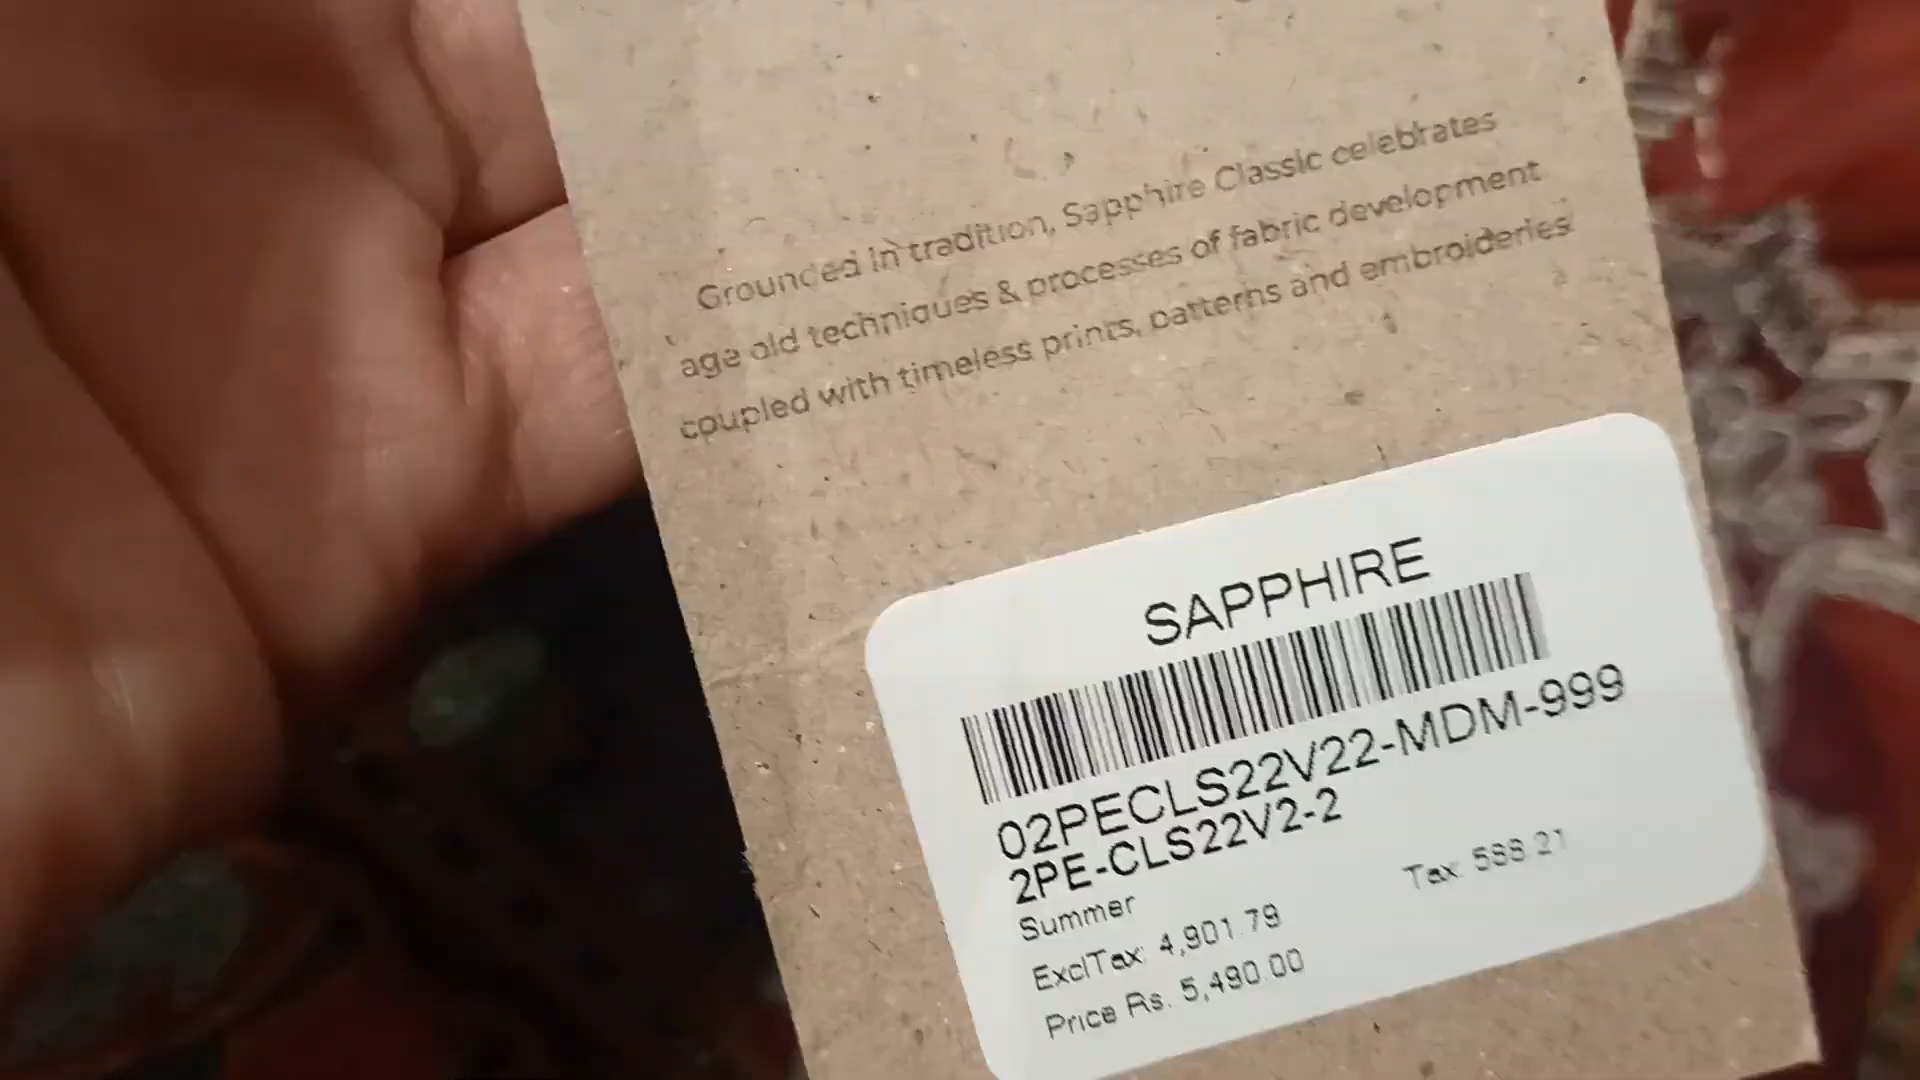 Grounded in tradition, Sapphire Classic celebrates
age old techniques & processes of fabric development
coupled with timeless prints, patterns and embroideries
SAPPHIRE
02PECLS22V22-MDM-999
2PE-CLS22V2-2
Summer
ExclTax: 4,901.79 Tax: 588.21
Price Rs. 5,490.00